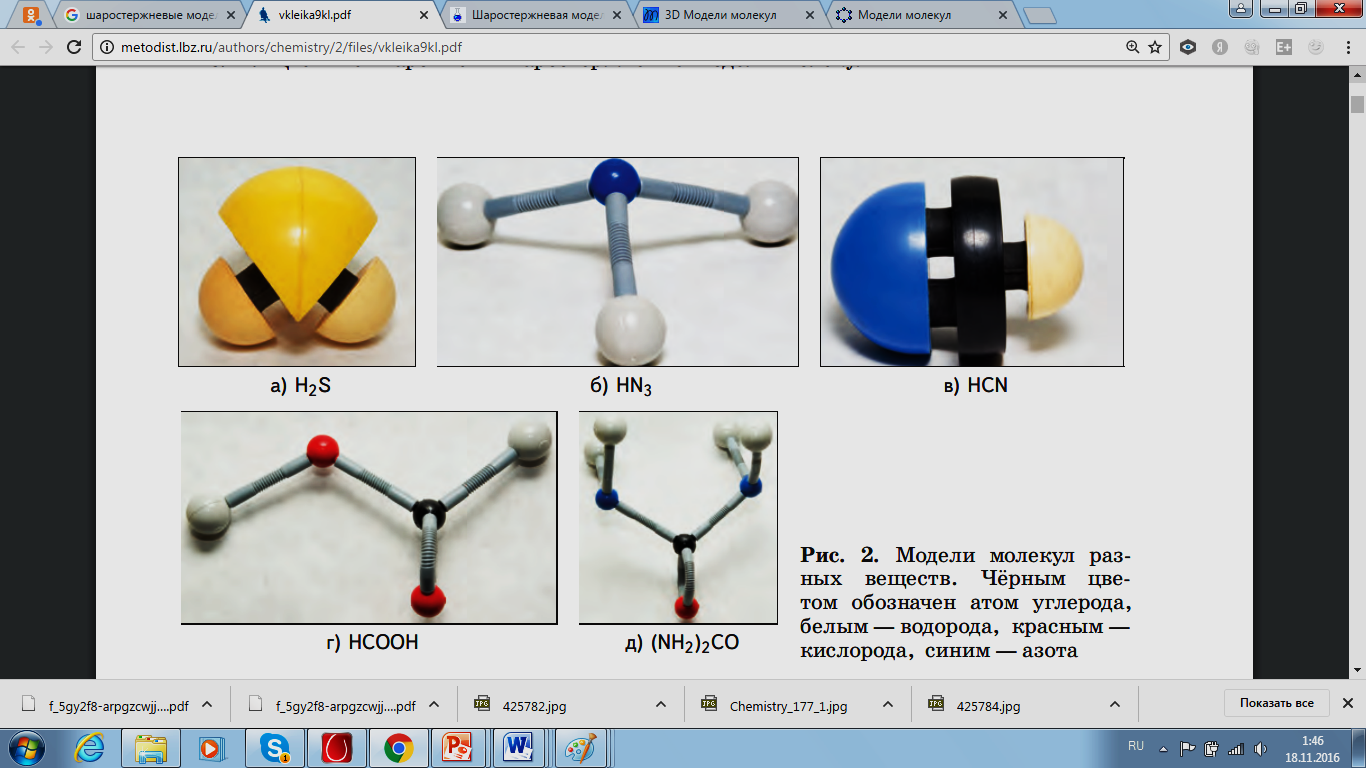 шаростержневые моде
vkleika9kl.pdf
Шаростержневая моде
3D Модели молекул
Модели молекул
metodist.lbz.ru/authors/chemistry/2/files/vkleika9kl.pdf
а) H₂S
б) HN₃
в) HCN
г) HCOOH
д) (NH₂)₂CO
Рис. 2. Модели молекул раз-
ных веществ. Чёрным цве-
том обозначен атом углерода,
белым — водорода, красным —
кислорода, синим — азота
f_5gy2f8-arpgzcwjj....pdf
f_5gy2f8-arpgzcwjj....pdf
425782.jpg
Chemistry_177_1.jpg
425784.jpg
Показать все
RU
1:46
18.11.2016